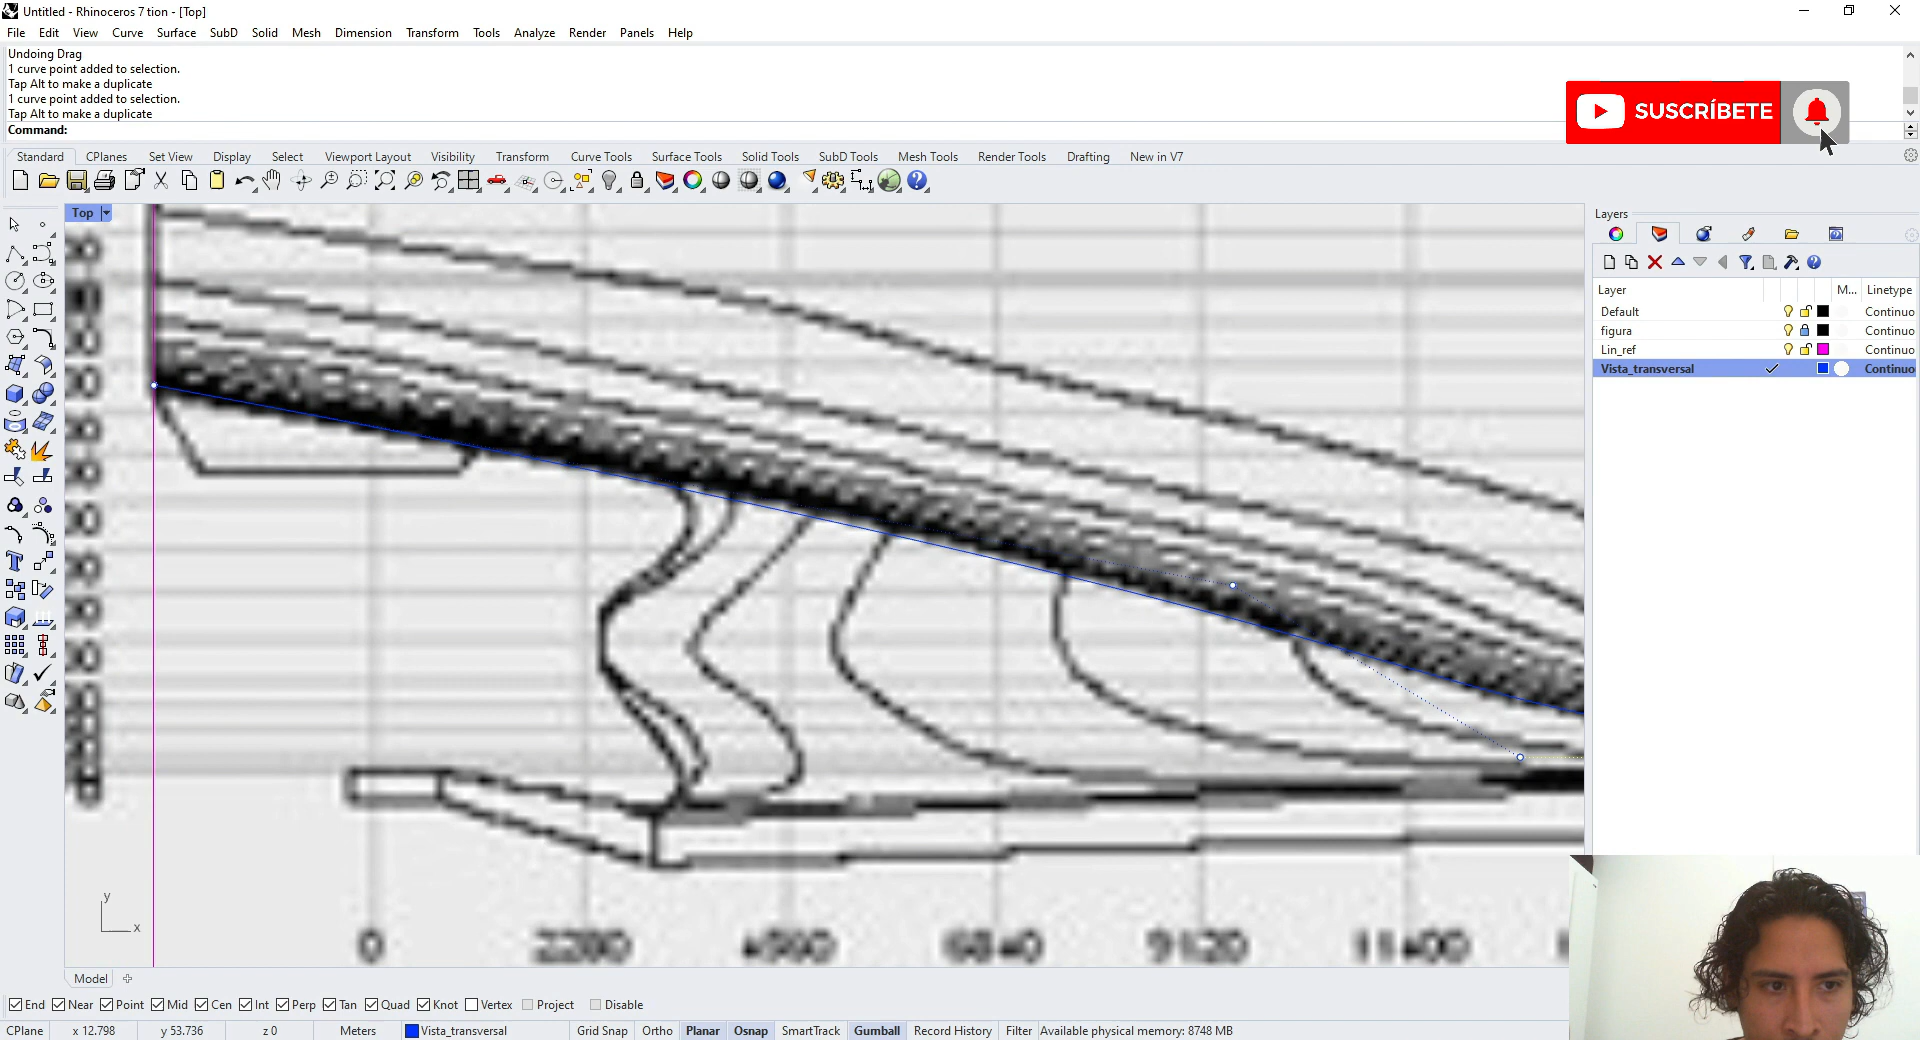 Untitled - Rhinoceros 7 tion - [Top]
File Edit View Curve Surface SubD Solid Mesh Dimension Transform Tools Analyze Render Panels Help
Undoing Drag
1 curve point added to selection.
Tap Alt to make a duplicate
1 curve point added to selection.
Tap Alt to make a duplicate
Command:
SUSCRÍBETE
Standard CPlanes Set View Display Select Viewport Layout Visibility Transform Curve Tools Surface Tools Solid Tools SubD Tools Mesh Tools Render Tools Drafting New in V7
Top
Layers
Layer M... Linetype
Default Continuo
figura Continuo
Lin_ref Continuo
Vista_transversal Continuo
y
x
0 2280 4560 6840 9120 11400
Model
End Near Point Mid Cen Int Perp Tan Quad Knot Vertex Project Disable
CPlane x 12.798 y 53.736 z 0 Meters Vista_transversal Grid Snap Ortho Planar Osnap SmartTrack Gumball Record History Filter Available physical memory: 8748 MB